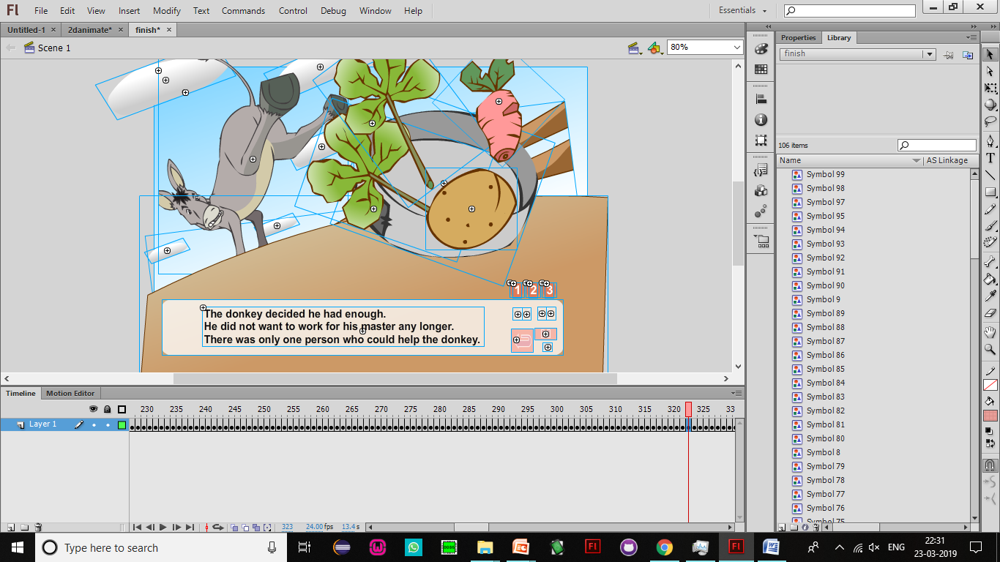 Fl File Edit View Insert Modify Text Commands Control Debug Window Help Essentials
Untitled-1 × 2danimate* × finish* ×
Scene 1 80%
Properties Library
finish
106 items
Name AS Linkage
Symbol 99
Symbol 98
Symbol 97
Symbol 95
Symbol 94
Symbol 93
Symbol 92
Symbol 91
Symbol 90
Symbol 9
Symbol 89
Symbol 88
Symbol 87
Symbol 86
Symbol 85
Symbol 84
Symbol 83
Symbol 82
Symbol 81
Symbol 80
Symbol 8
Symbol 79
Symbol 78
Symbol 77
Symbol 76
Symbol 75
1 2 3
The donkey decided he had enough.
He did not want to work for his master any longer.
There was only one person who could help the donkey.
Timeline Motion Editor
230 235 240 245 250 255 260 265 270 275 280 285 290 295 300 305 310 315 320 325 33
Layer 1
323 24.00 fps 13.4 s
Type here to search
8085
Fl
Fl
ENG
22:31
23-03-2019